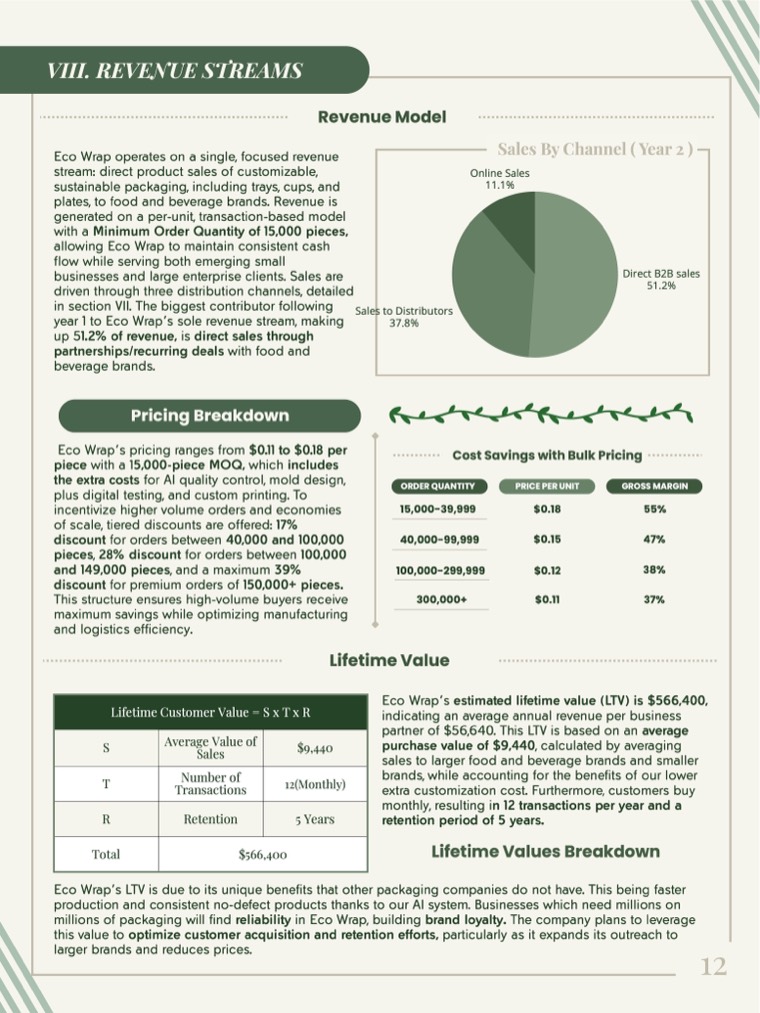 VIII. REVENUE STREAMS
Revenue Model
Eco Wrap operates on a single, focused revenue
stream: direct product sales of customizable,
sustainable packaging, including trays, cups, and
plates, to food and beverage brands. Revenue is
generated on a per-unit, transaction-based model
with a Minimum Order Quantity of 15,000 pieces,
allowing Eco Wrap to maintain consistent cash
flow while serving both emerging small
businesses and large enterprise clients. Sales are
driven through three distribution channels, detailed
in section VII. The biggest contributor following
year 1 to Eco Wrap's sole revenue stream, making
up 51.2% of revenue, is direct sales through
partnerships/recurring deals with food and
beverage brands.
Sales By Channel ( Year 2 )
Online Sales
11.1%
Direct B2B sales
51.2%
Sales to Distributors
37.8%
Pricing Breakdown
Eco Wrap's pricing ranges from $0.11 to $0.18 per
piece with a 15,000-piece MOQ, which includes
the extra costs for AI quality control, mold design,
plus digital testing, and custom printing. To
incentivize higher volume orders and economies
of scale, tiered discounts are offered: 17%
discount for orders between 40,000 and 100,000
pieces, 28% discount for orders between 100,000
and 149,000 pieces, and a maximum 39%
discount for premium orders of 150,000+ pieces.
This structure ensures high-volume buyers receive
maximum savings while optimizing manufacturing
and logistics efficiency.
Cost Savings with Bulk Pricing
ORDER QUANTITY PRICE PER UNIT GROSS MARGIN
15,000-39,999 $0.18 55%
40,000-99,999 $0.15 47%
100,000-299,999 $0.12 38%
300,000+ $0.11 37%
Lifetime Value
Lifetime Customer Value = S x T x R
S Average Value of Sales $9,440
T Number of Transactions 12(Monthly)
R Retention 5 Years
Total $566,400
Eco Wrap's estimated lifetime value (LTV) is $566,400,
indicating an average annual revenue per business
partner of $56,640. This LTV is based on an average
purchase value of $9,440, calculated by averaging
sales to larger food and beverage brands and smaller
brands, while accounting for the benefits of our lower
extra customization cost. Furthermore, customers buy
monthly, resulting in 12 transactions per year and a
retention period of 5 years.
Lifetime Values Breakdown
Eco Wrap's LTV is due to its unique benefits that other packaging companies do not have. This being faster
production and consistent no-defect products thanks to our AI system. Businesses which need millions on
millions of packaging will find reliability in Eco Wrap, building brand loyalty. The company plans to leverage
this value to optimize customer acquisition and retention efforts, particularly as it expands its outreach to
larger brands and reduces prices.
12